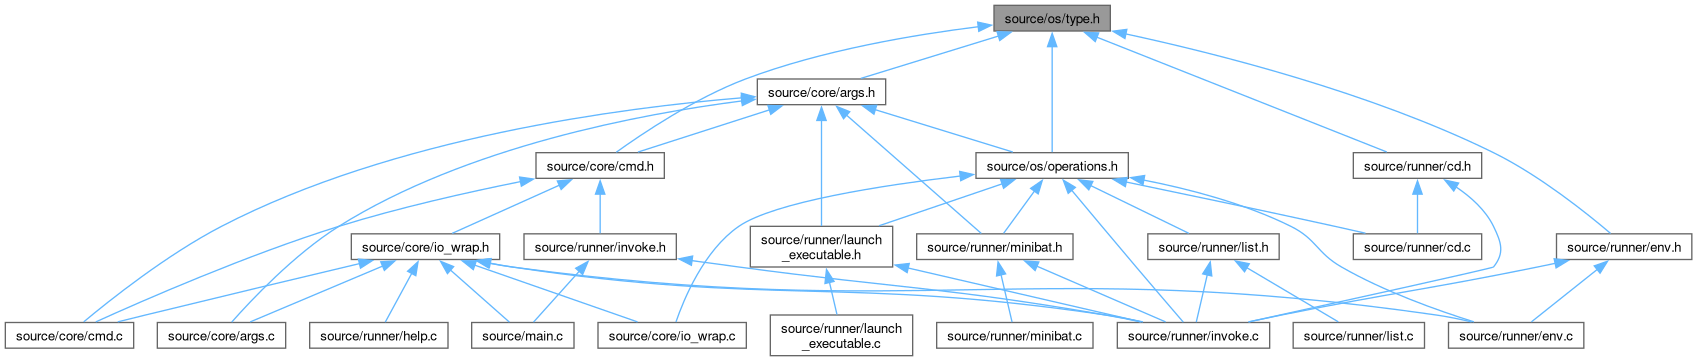 source/os/type.h
source/core/args.h
source/core/cmd.h
source/os/operations.h
source/runner/cd.h
source/core/io_wrap.h
source/runner/invoke.h
source/runner/launch
_executable.h
source/runner/minibat.h
source/runner/list.h
source/runner/cd.c
source/runner/env.h
source/core/cmd.c
source/core/args.c
source/runner/help.c
source/main.c
source/core/io_wrap.c
source/runner/launch
_executable.c
source/runner/minibat.c
source/runner/invoke.c
source/runner/list.c
source/runner/env.c